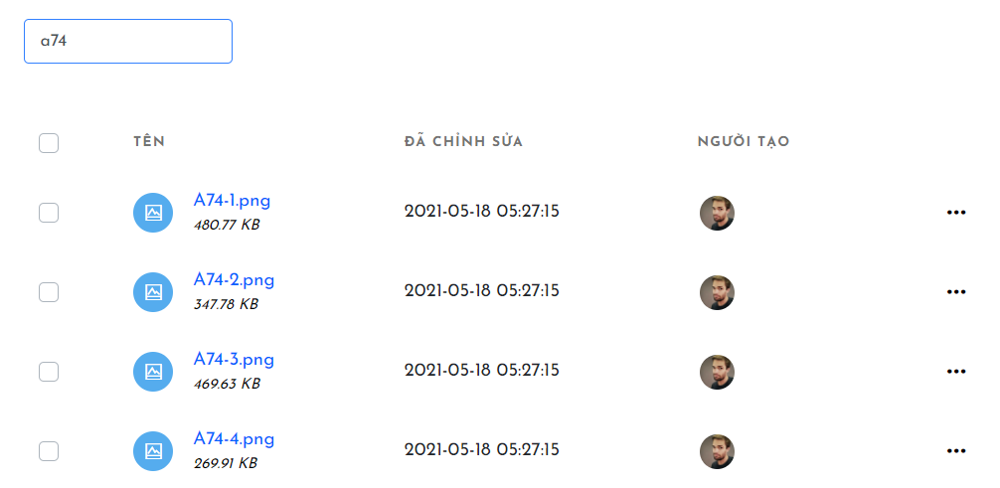 a74
TÊN ĐÃ CHỈNH SỬA NGƯỜI TẠO
A74-1.png
480.77 KB
2021-05-18 05:27:15
A74-2.png
347.78 KB
2021-05-18 05:27:15
A74-3.png
469.63 KB
2021-05-18 05:27:15
A74-4.png
269.91 KB
2021-05-18 05:27:15